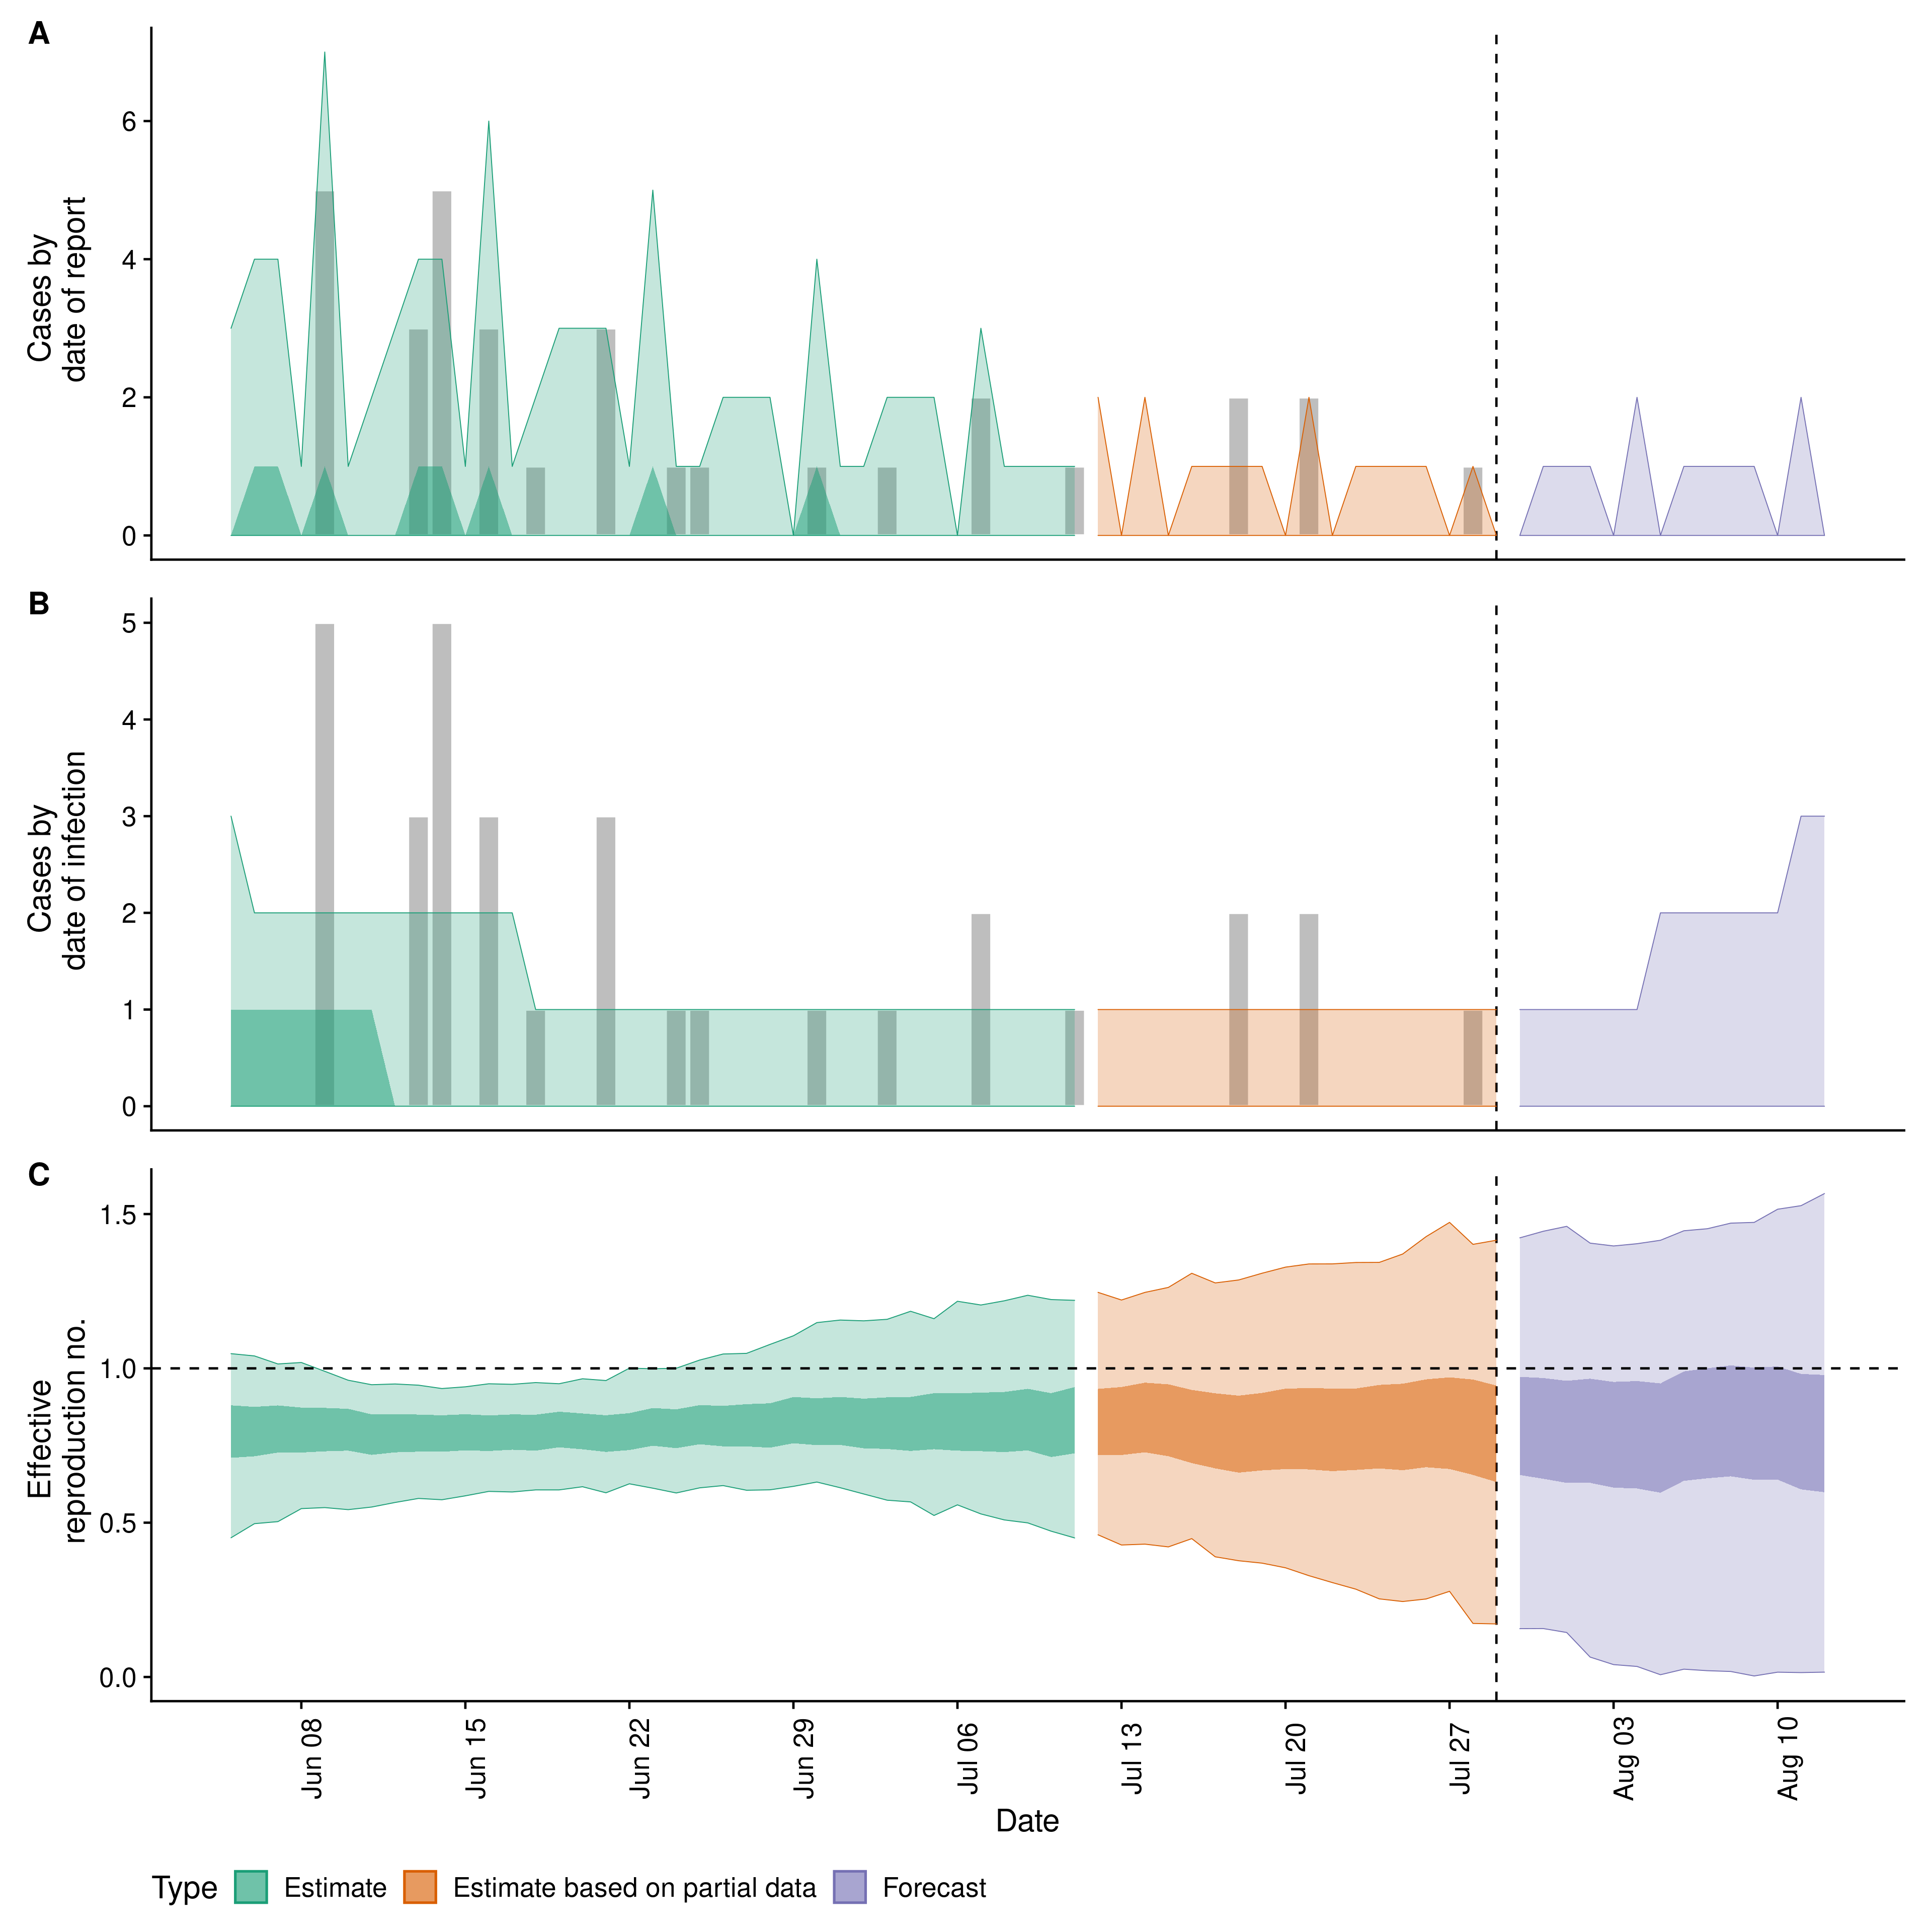 A
Cases by
date of report
6
4
2
0
B
Cases by
date of infection
5
4
3
2
1
0
C
Effective
reproduction no.
1.5
1.0
0.5
0.0
Jun 08
Jun 15
Jun 22
Jun 29
Jul 06
Jul 13
Jul 20
Jul 27
Aug 03
Aug 10
Date
Type Estimate Estimate based on partial data Forecast